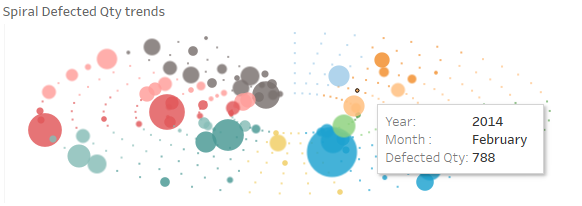 Spiral Defected Qty trends
Year: 2014
Month : February
Defected Qty: 788